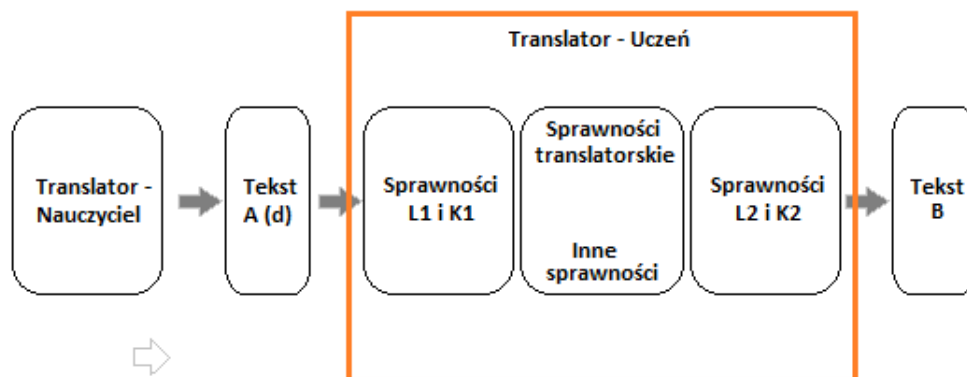 Translator - Uczeń
Translator -
Nauczyciel
Tekst
A (d)
Sprawności
L1 i K1
Sprawności
translatorskie
Inne
sprawności
Sprawności
L2 i K2
Tekst
B